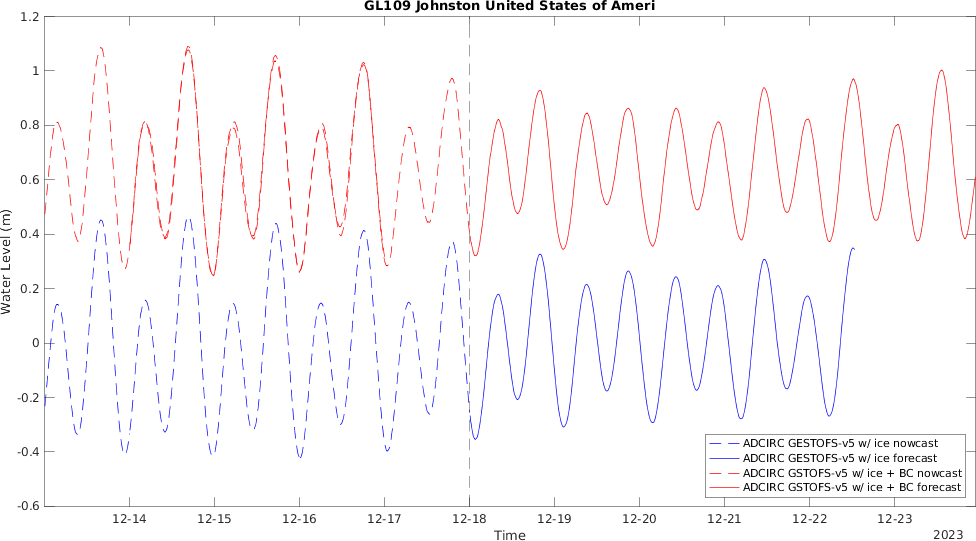 GL109 Johnston United States of Ameri
1.2
1
0.8
0.6
0.4
0.2
0
-0.2
-0.4
-0.6
Water Level (m)
12-14 12-15 12-16 12-17 12-18 12-19 12-20 12-21 12-22 12-23
Time
2023
ADCIRC GESTOFS-v5 w/ ice nowcast
ADCIRC GESTOFS-v5 w/ ice forecast
ADCIRC GSTOFS-v5 w/ ice + BC nowcast
ADCIRC GSTOFS-v5 w/ ice + BC forecast